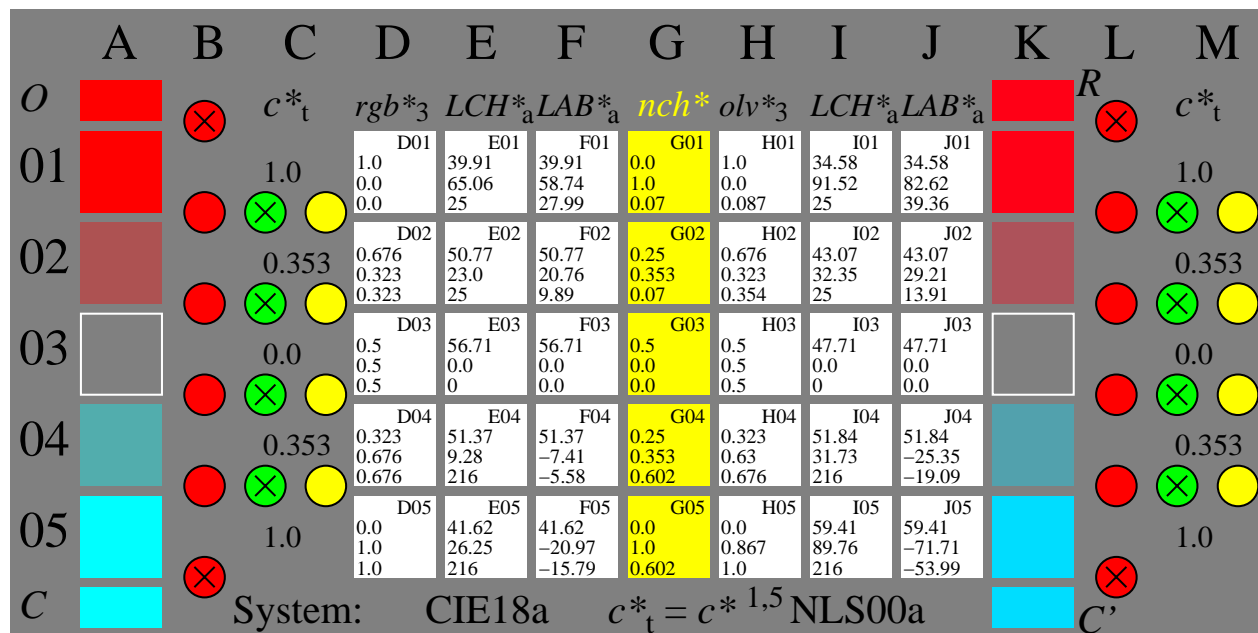 A B C D E F G H I J K L M
O c*t rgb*3 LCH*a LAB*a nch* olv*3 LCH*a LAB*a R c*t
D01 E01 F01 G01 H01 I01 J01
01 1.0 1.0 39.91 39.91 0.0 1.0 34.58 34.58 1.0
0.0 65.06 58.74 1.0 0.0 91.52 82.62
0.0 25 27.99 0.07 0.087 25 39.36
D02 E02 F02 G02 H02 I02 J02
02 0.353 0.676 50.77 50.77 0.25 0.676 43.07 43.07 0.353
0.323 23.0 20.76 0.353 0.323 32.35 29.21
0.323 25 9.89 0.07 0.354 25 13.91
D03 E03 F03 G03 H03 I03 J03
03 0.0 0.5 56.71 56.71 0.5 0.5 47.71 47.71 0.0
0.5 0.0 0.0 0.0 0.5 0.0 0.0
0.5 0 0.0 0.0 0.5 0 0.0
D04 E04 F04 G04 H04 I04 J04
04 0.353 0.323 51.37 51.37 0.25 0.323 51.84 51.84 0.353
0.676 9.28 −7.41 0.353 0.63 31.73 −25.35
0.676 216 −5.58 0.602 0.676 216 −19.09
D05 E05 F05 G05 H05 I05 J05
05 1.0 0.0 41.62 41.62 0.0 0.0 59.41 59.41 1.0
1.0 26.25 −20.97 1.0 0.867 89.76 −71.71
1.0 216 −15.79 0.602 1.0 216 −53.99
C System: CIE18a c*t = c* 1,5 NLS00a C'